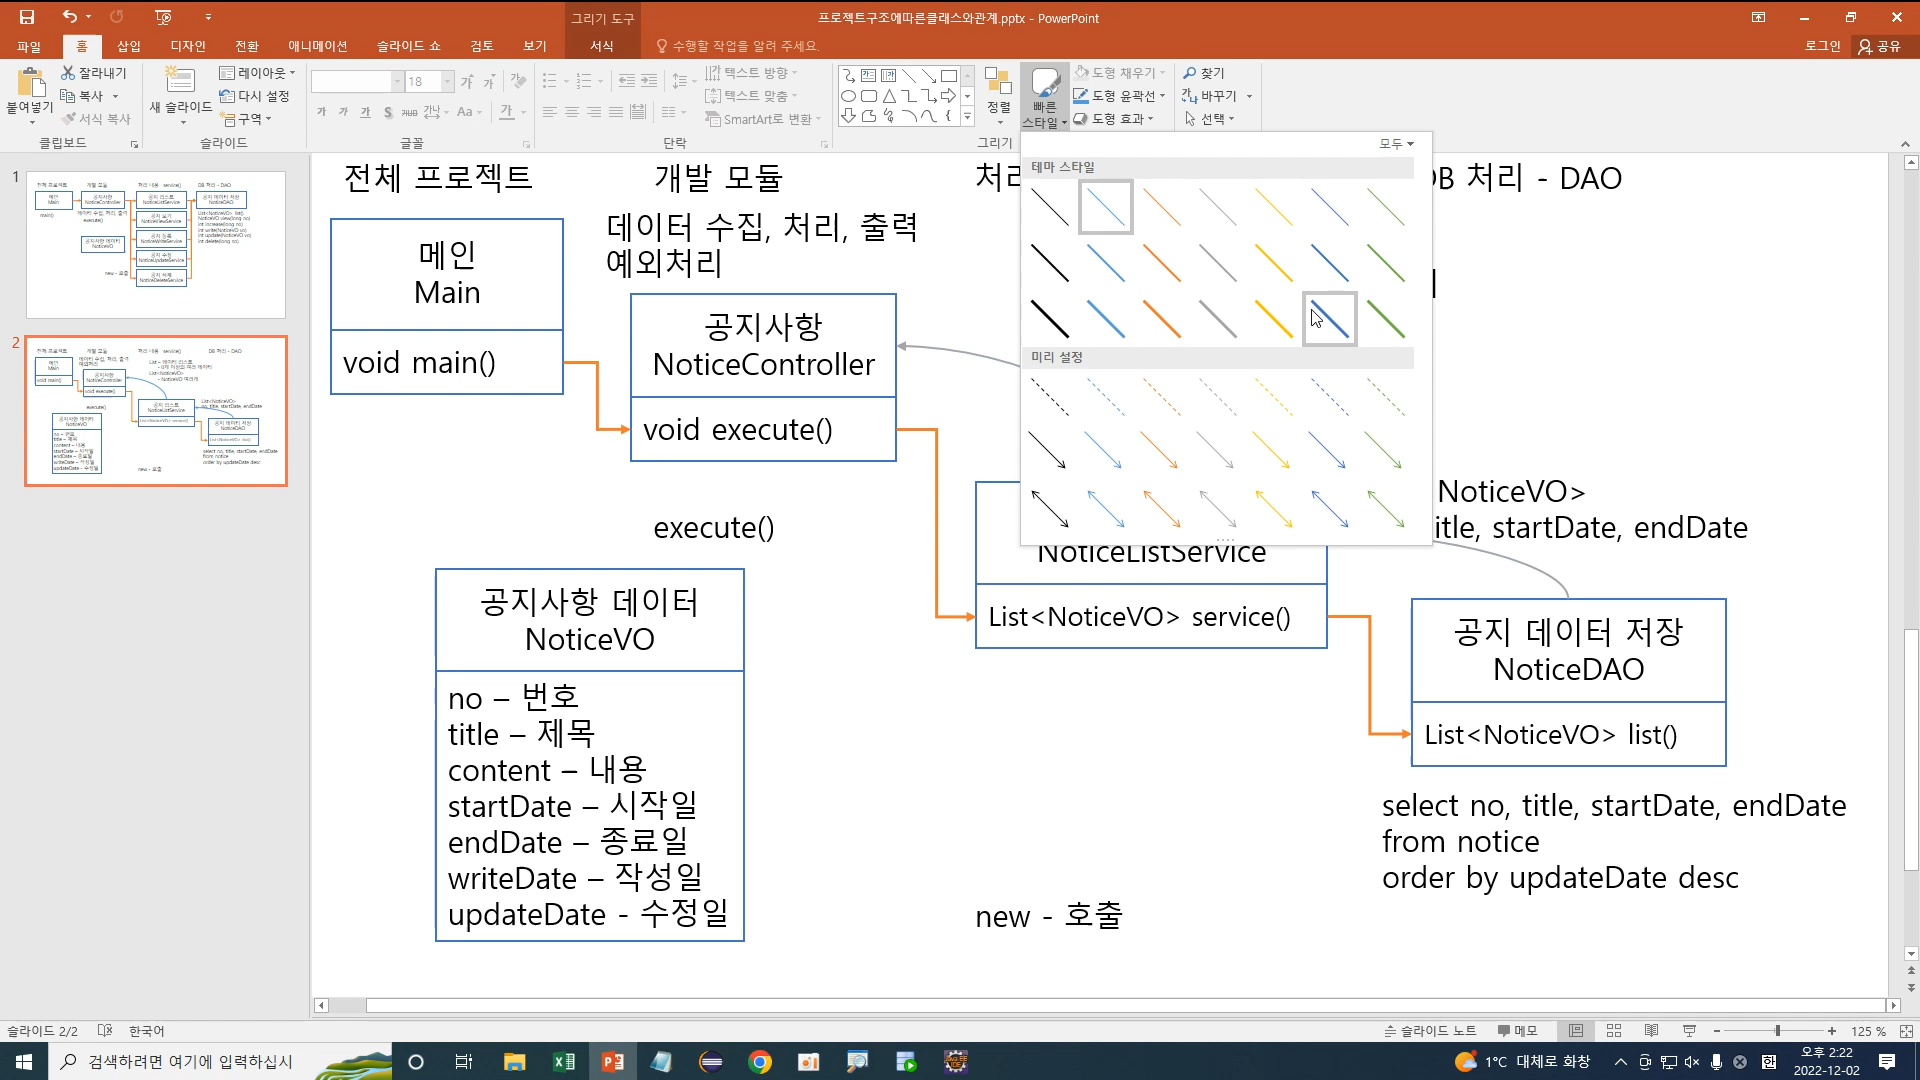 프로젝트구조에따른클래스와관계.pptx - PowerPoint
그리기 도구
파일
홈
삽입
디자인
전환
애니메이션
슬라이드 쇼
검토
보기
서식
수행할 작업을 알려 주세요.
로그인
공유
붙여넣기
잘라내기
복사
서식 복사
클립보드
새 슬라이드
레이아웃
다시 설정
구역
슬라이드
18
글꼴
텍스트 방향
텍스트 맞춤
SmartArt로 변환
단락
정렬
빠른
스타일
도형 채우기
도형 윤곽선
도형 효과
그리기
찾기
바꾸기
선택
모두
테마 스타일
미리 설정
1
2
전체 프로젝트
개발 모듈
처리
DB 처리 - DAO
메인
Main
void main()
데이터 수집, 처리, 출력
예외처리
공지사항
NoticeController
void execute()
execute()
공지사항 데이터
NoticeVO
no – 번호
title – 제목
content – 내용
startDate – 시작일
endDate – 종료일
writeDate – 작성일
updateDate - 수정일
NoticeListService
List<NoticeVO> service()
NoticeVO>
itle, startDate, endDate
공지 데이터 저장
NoticeDAO
List<NoticeVO> list()
select no, title, startDate, endDate
from notice
order by updateDate desc
new - 호출
슬라이드 2/2
한국어
슬라이드 노트
메모
125 %
검색하려면 여기에 입력하십시
1°C 대체로 화창
오후 2:22
2022-12-02